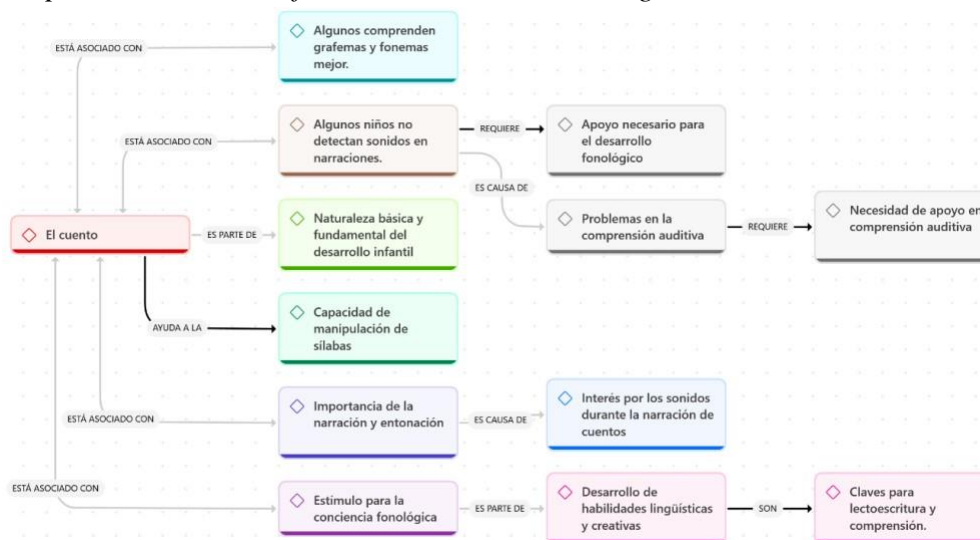 Algunos comprenden
grafemas y fonemas
mejor.
ESTÁ ASOCIADO CON
Algunos niños no
detectan sonidos en
narraciones.
REQUIERE
Apoyo necesario para
el desarrollo
fonológico
ESTÁ ASOCIADO CON
ES CAUSA DE
El cuento
ES PARTE DE
Naturaleza básica y
fundamental del
desarrollo infantil
Problemas en la
comprensión auditiva
REQUIERE
Necesidad de apoyo en
comprensión auditiva
AYUDA A LA
Capacidad de
manipulación de
sílabas
ESTÁ ASOCIADO CON
Importancia de la
narración y entonación
ES CAUSA DE
Interés por los sonidos
durante la narración de
cuentos
ESTÁ ASOCIADO CON
Estímulo para la
conciencia fonológica
ES PARTE DE
Desarrollo de
habilidades lingüísticas
y creativas
SON
Claves para
lectoescritura y
comprensión.